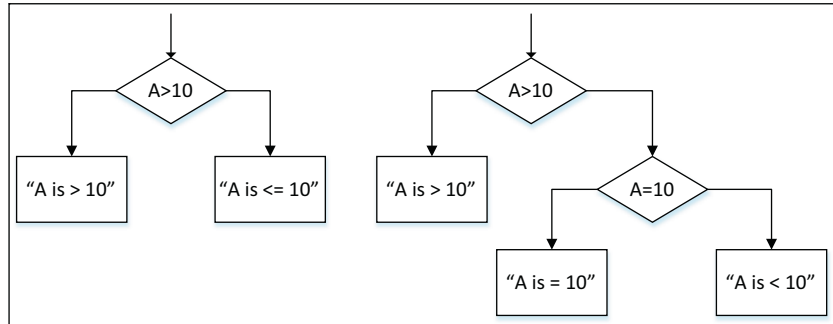 A>10
“A is > 10”
“A is <= 10”
A>10
“A is > 10”
A=10
“A is = 10”
“A is < 10”